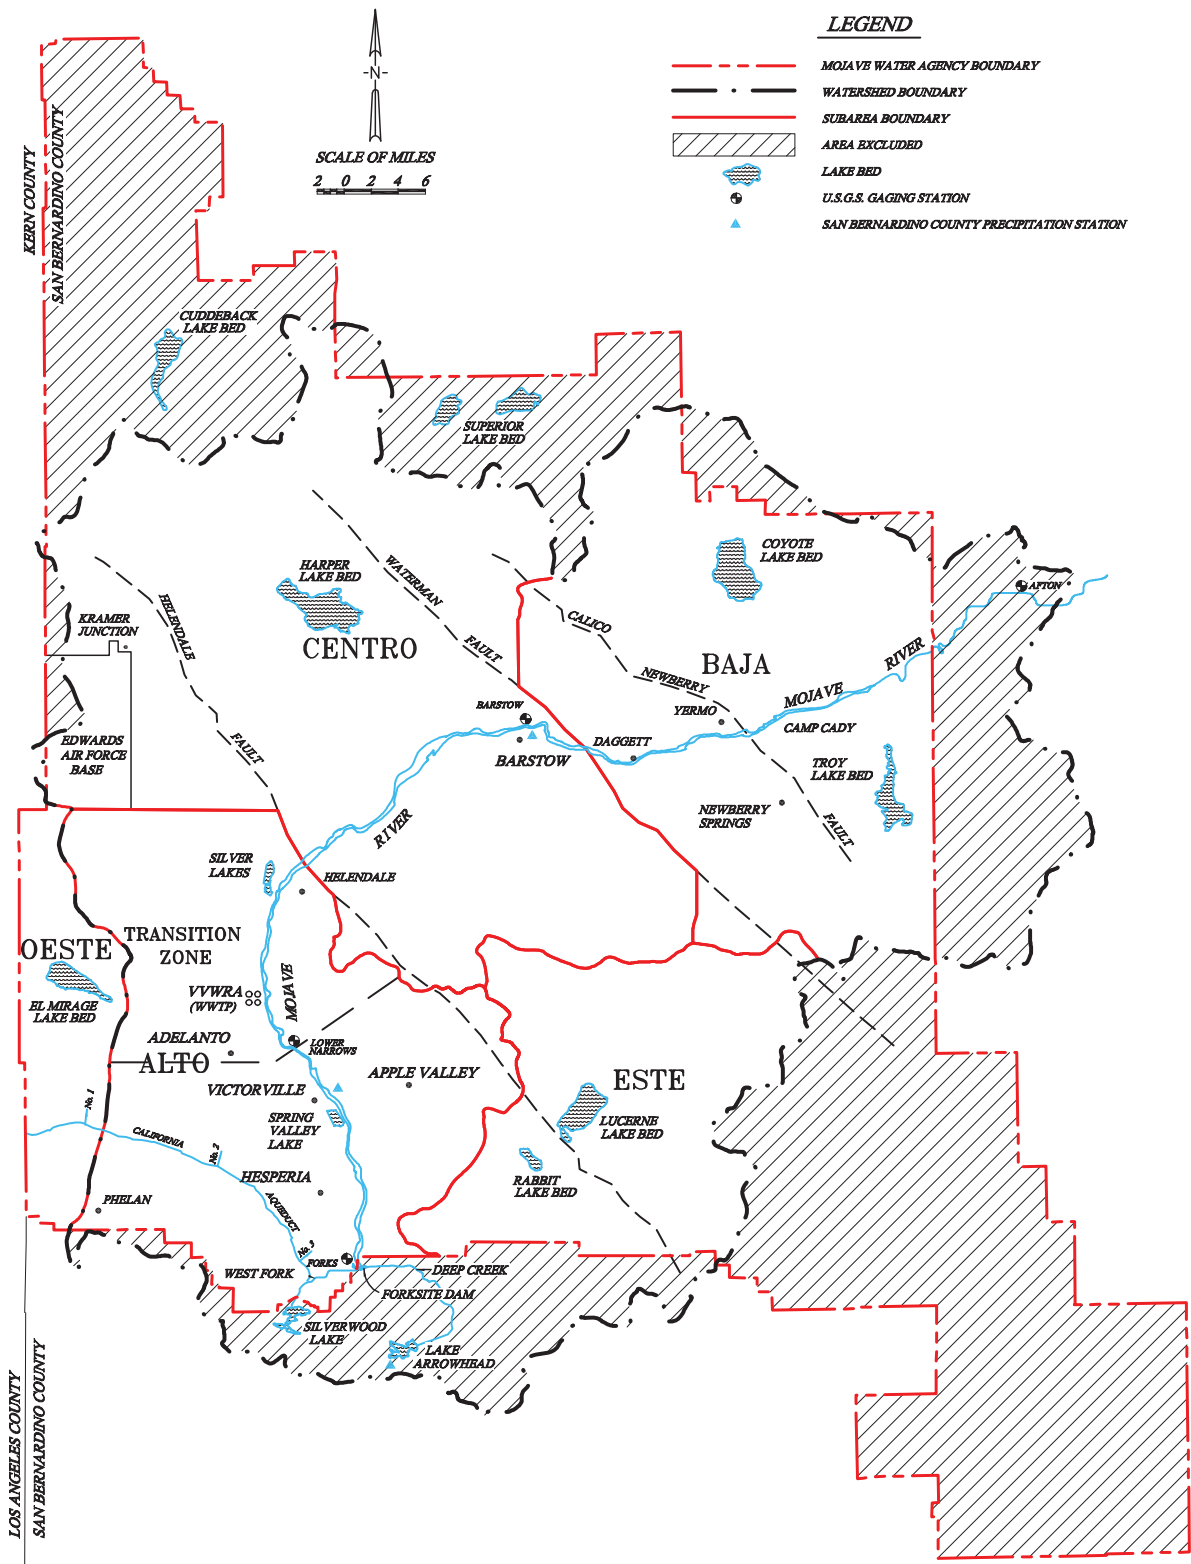 LEGEND
MOJAVE WATER AGENCY BOUNDARY
WATERSHED BOUNDARY
SUBAREA BOUNDARY
AREA EXCLUDED
LAKE BED
U.S.G.S. GAGING STATION
SAN BERNARDINO COUNTY PRECIPITATION STATION
-N-
SCALE OF MILES
2 0 2 4 6
KERN COUNTY
SAN BERNARDINO COUNTY
CUDDEBACK
LAKE BED
SUPERIOR
LAKE BED
COYOTE
LAKE BED
HARPER
LAKE BED
WATERMAN
FAULT
AFTON
HELENDALE
FAULT
KRAMER
JUNCTION
CALICO
NEWBERRY
FAULT
CENTRO
BAJA
MOJAVE
RIVER
BARSTOW
YERMO
CAMP CADY
EDWARDS
AIR FORCE
BASE
DAGGETT
BARSTOW
TROY
LAKE BED
NEWBERRY
SPRINGS
RIVER
SILVER
LAKES
HELENDALE
OESTE
TRANSITION
ZONE
EL MIRAGE
LAKE BED
VVWRA
(WWTP)
MOJAVE
ADELANTO
LOWER
NARROWS
ALTO
APPLE VALLEY
ESTE
VICTORVILLE
No. 1
SPRING
VALLEY
LAKE
LUCERNE
LAKE BED
CALIFORNIA
No. 2
HESPERIA
RABBIT
LAKE BED
PHELAN
AQUEDUCT
No. 3
FORKS
WEST FORK
DEEP CREEK
FORKSITE DAM
SILVERWOOD
LAKE
LAKE
ARROWHEAD
LOS ANGELES COUNTY
SAN BERNARDINO COUNTY